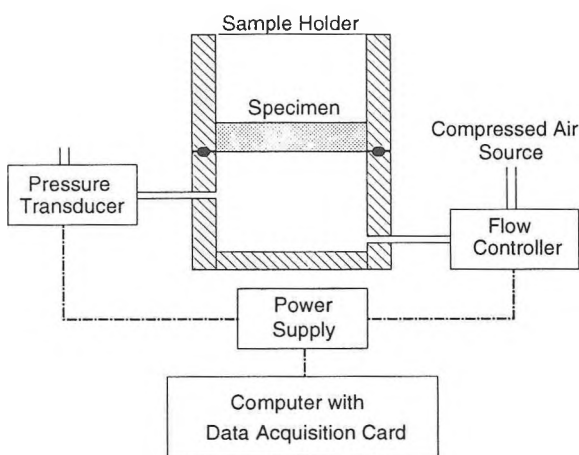 Sample Holder
Specimen
Compressed Air
Source
Pressure
Transducer
Flow
Controller
Power
Supply
Computer with
Data Acquisition Card